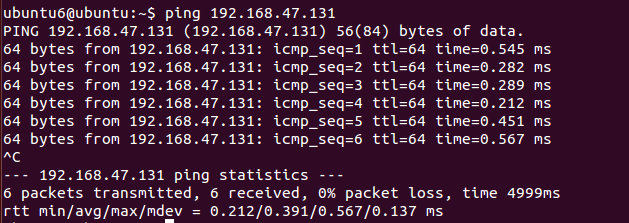 ubuntu6@ubuntu:~$ ping 192.168.47.131
PING 192.168.47.131 (192.168.47.131) 56(84) bytes of data.
64 bytes from 192.168.47.131: icmp_seq=1 ttl=64 time=0.545 ms
64 bytes from 192.168.47.131: icmp_seq=2 ttl=64 time=0.282 ms
64 bytes from 192.168.47.131: icmp_seq=3 ttl=64 time=0.289 ms
64 bytes from 192.168.47.131: icmp_seq=4 ttl=64 time=0.212 ms
64 bytes from 192.168.47.131: icmp_seq=5 ttl=64 time=0.451 ms
64 bytes from 192.168.47.131: icmp_seq=6 ttl=64 time=0.567 ms
^C
--- 192.168.47.131 ping statistics ---
6 packets transmitted, 6 received, 0% packet loss, time 4999ms
rtt min/avg/max/mdev = 0.212/0.391/0.567/0.137 ms